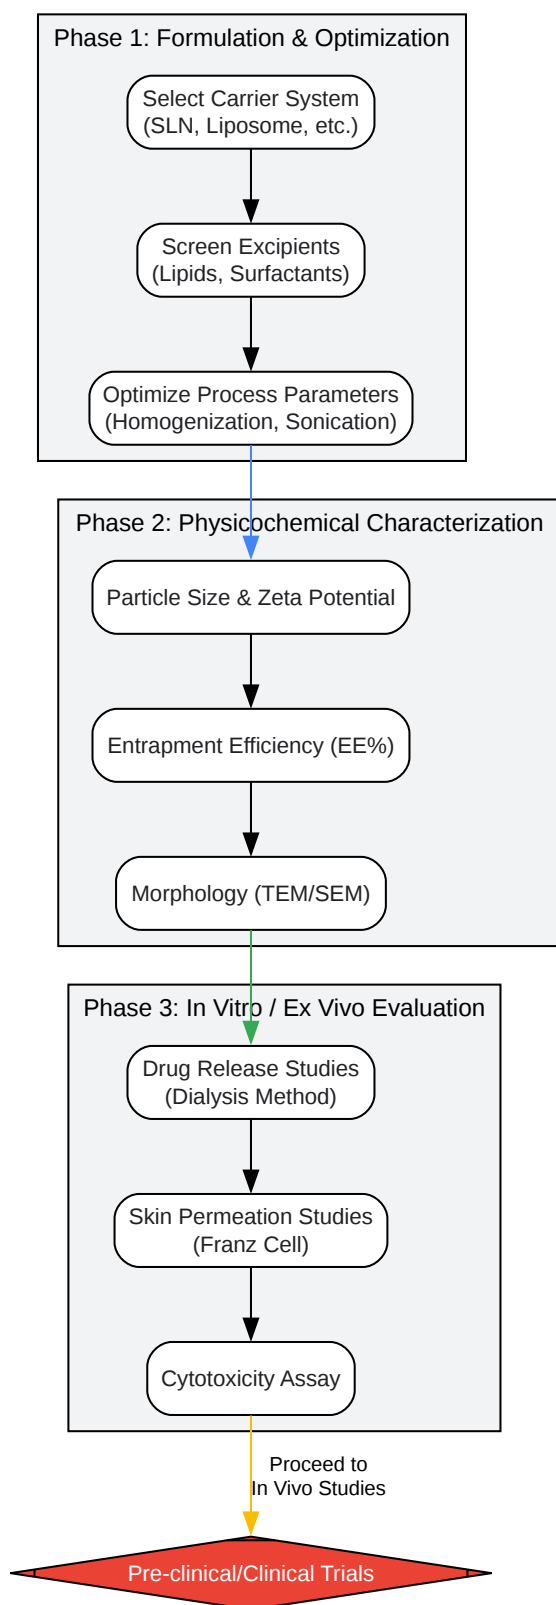 Phase 1: Formulation & Optimization
Select Carrier System
(SLN, Liposome, etc.)
Screen Excipients
(Lipids, Surfactants)
Optimize Process Parameters
(Homogenization, Sonication)
Phase 2: Physicochemical Characterization
Particle Size & Zeta Potential
Entrapment Efficiency (EE%)
Morphology (TEM/SEM)
Phase 3: In Vitro / Ex Vivo Evaluation
Drug Release Studies
(Dialysis Method)
Skin Permeation Studies
(Franz Cell)
Cytotoxicity Assay
Proceed to
In Vivo Studies
Pre-clinical/Clinical Trials